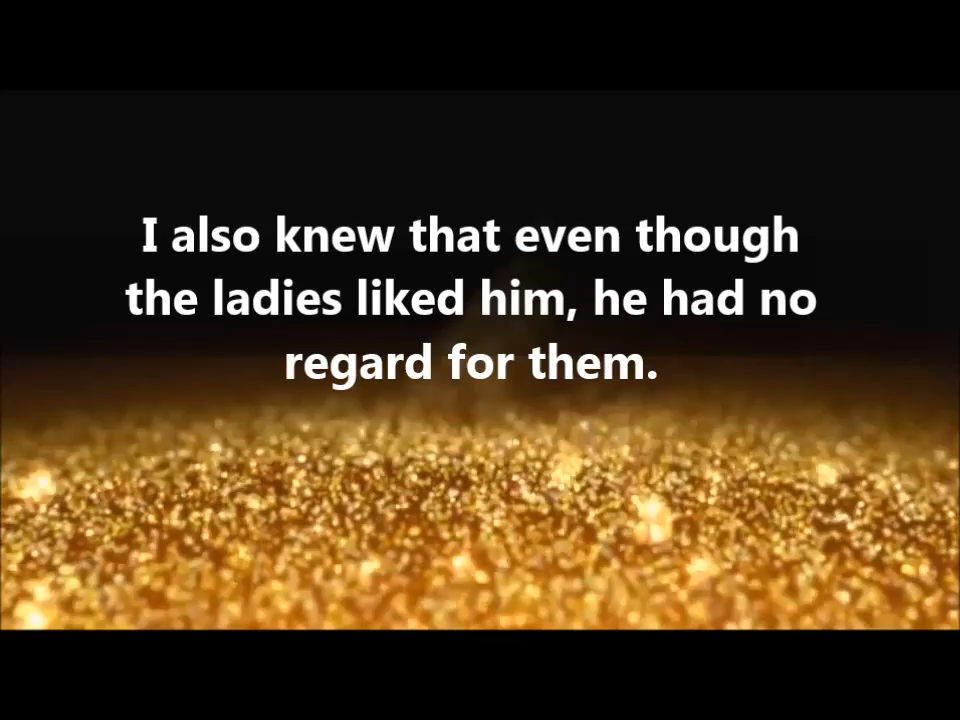 I also knew that even though
the ladies liked him, he had no
regard for them.